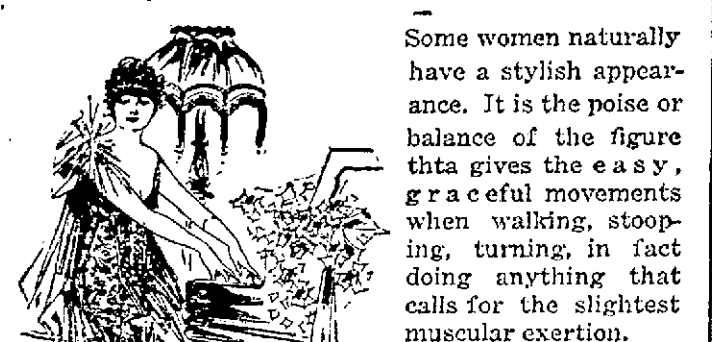 Some women naturally
have a stylish appear-
ance. It is the poise or
balance of the figure
thta gives the easy,
graceful movements
when walking, stoop-
ing, turning, in fact
doing anything that
calls for the slightest
muscular exertion.